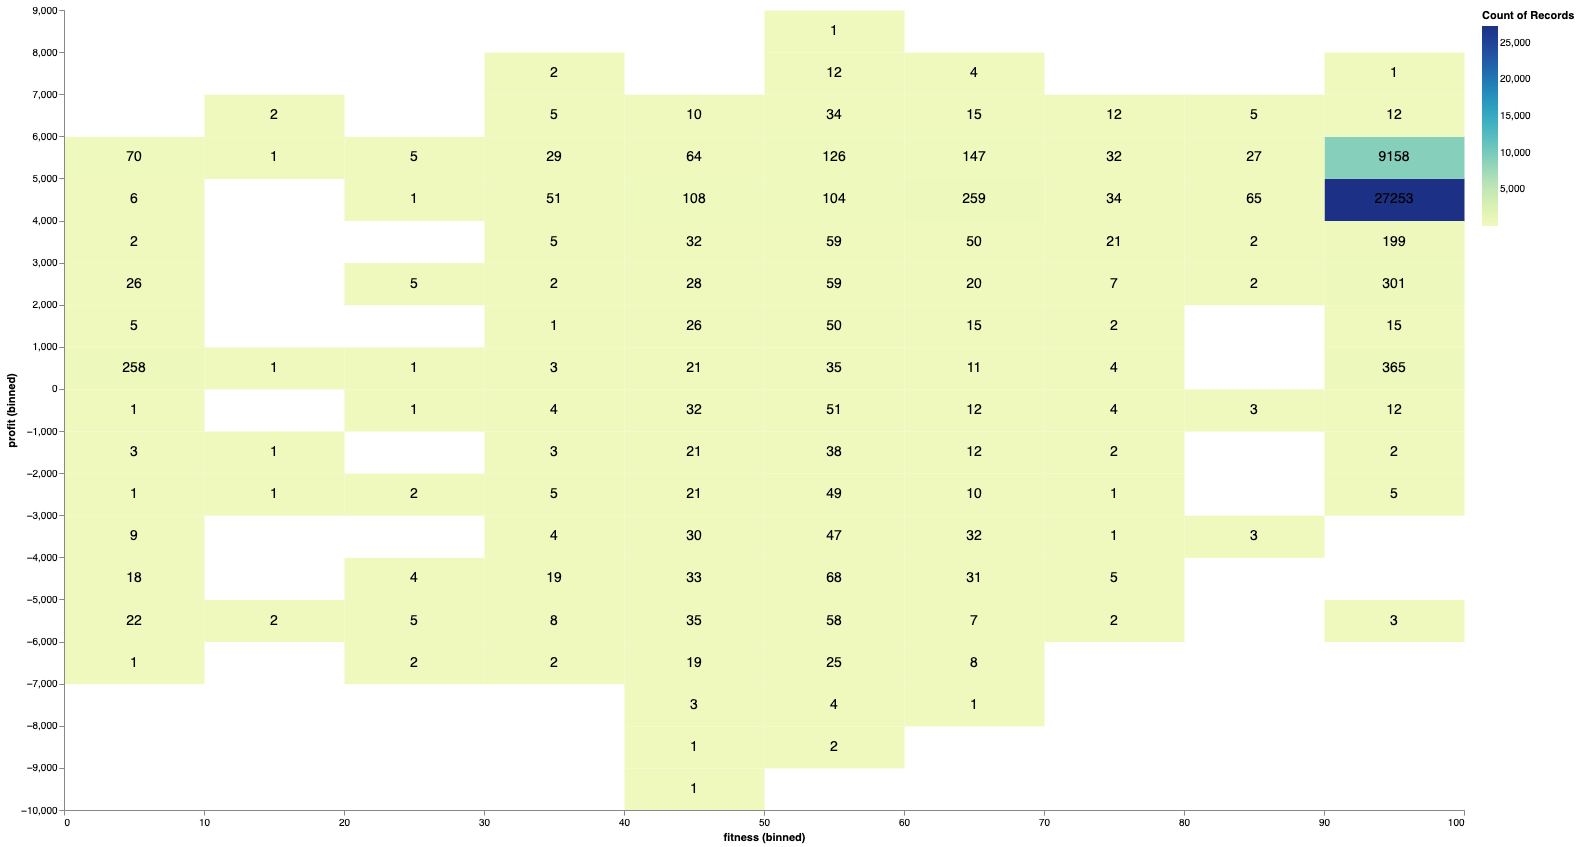 Count of Records
25,000
20,000
15,000
10,000
5,000
profit (binned)
9,000
1
8,000
2 12 4 1
7,000
2 5 10 34 15 12 5 12
6,000
70 1 5 29 64 126 147 32 27 9158
5,000
6 1 51 108 104 259 34 65 27253
4,000
2 5 32 59 50 21 2 199
3,000
26 5 2 28 59 20 7 2 301
2,000
5 1 26 50 15 2 15
1,000
258 1 1 3 21 35 11 4 365
0
1 1 4 32 51 12 4 3 12
−1,000
3 1 3 21 38 12 2 2
−2,000
1 1 2 5 21 49 10 1 5
−3,000
9 4 30 47 32 1 3
−4,000
18 4 19 33 68 31 5
−5,000
22 2 5 8 35 58 7 2 3
−6,000
1 2 2 19 25 8
−7,000
3 4 1
−8,000
1 2
−9,000
1
−10,000
0 10 20 30 40 50 60 70 80 90 100
fitness (binned)